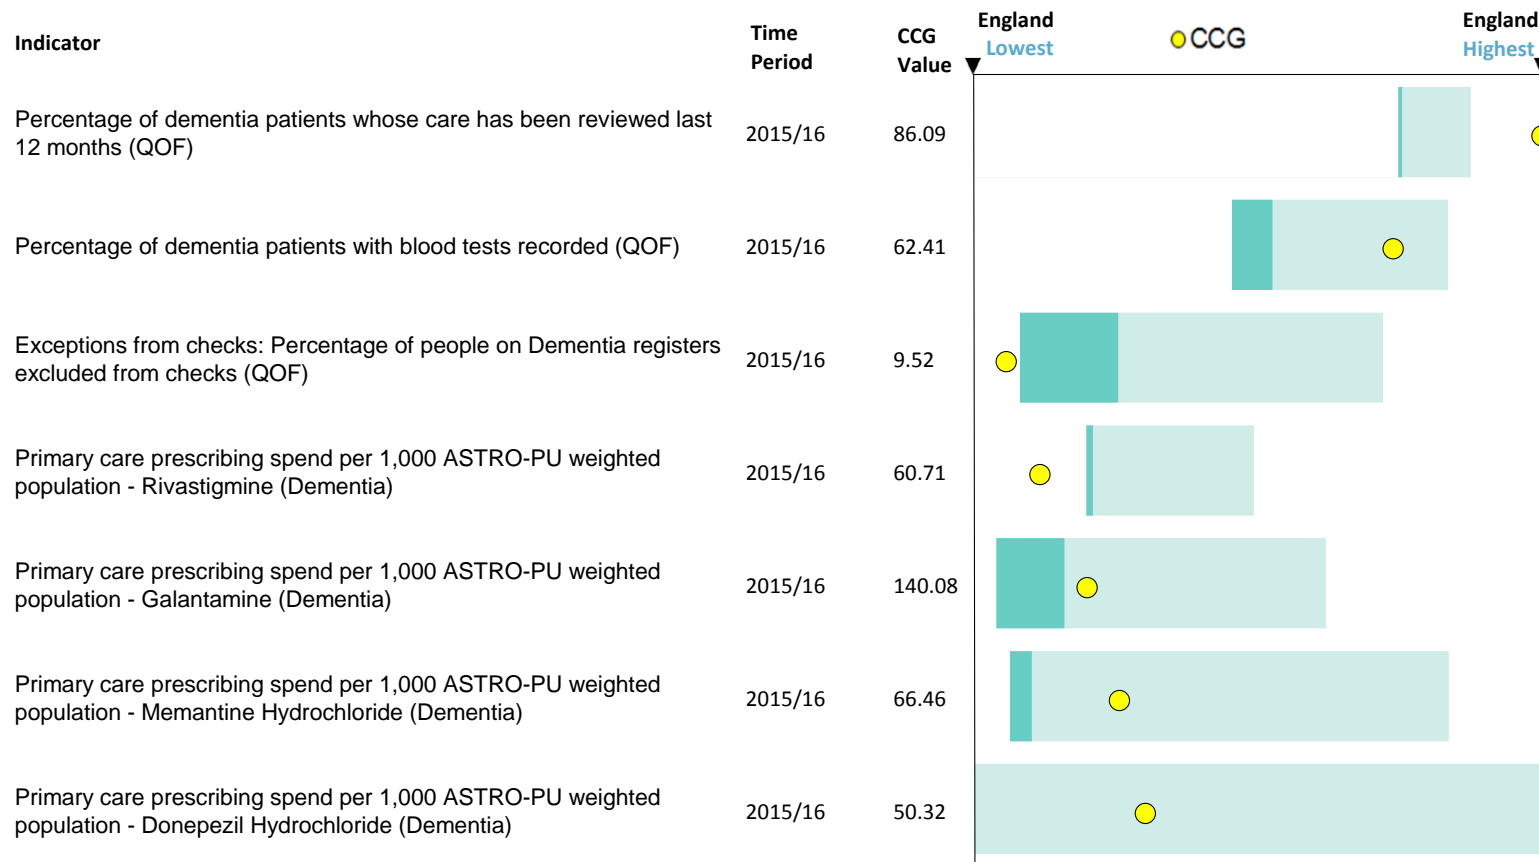 Indicator
Time
Period
CCG
Value
England
Lowest
CCG
England
Highest
Percentage of dementia patients whose care has been reviewed last
12 months (QOF)
2015/16
86.09
Percentage of dementia patients with blood tests recorded (QOF)
2015/16
62.41
Exceptions from checks: Percentage of people on Dementia registers
excluded from checks (QOF)
2015/16
9.52
Primary care prescribing spend per 1,000 ASTRO-PU weighted
population - Rivastigmine (Dementia)
2015/16
60.71
Primary care prescribing spend per 1,000 ASTRO-PU weighted
population - Galantamine (Dementia)
2015/16
140.08
Primary care prescribing spend per 1,000 ASTRO-PU weighted
population - Memantine Hydrochloride (Dementia)
2015/16
66.46
Primary care prescribing spend per 1,000 ASTRO-PU weighted
population - Donepezil Hydrochloride (Dementia)
2015/16
50.32